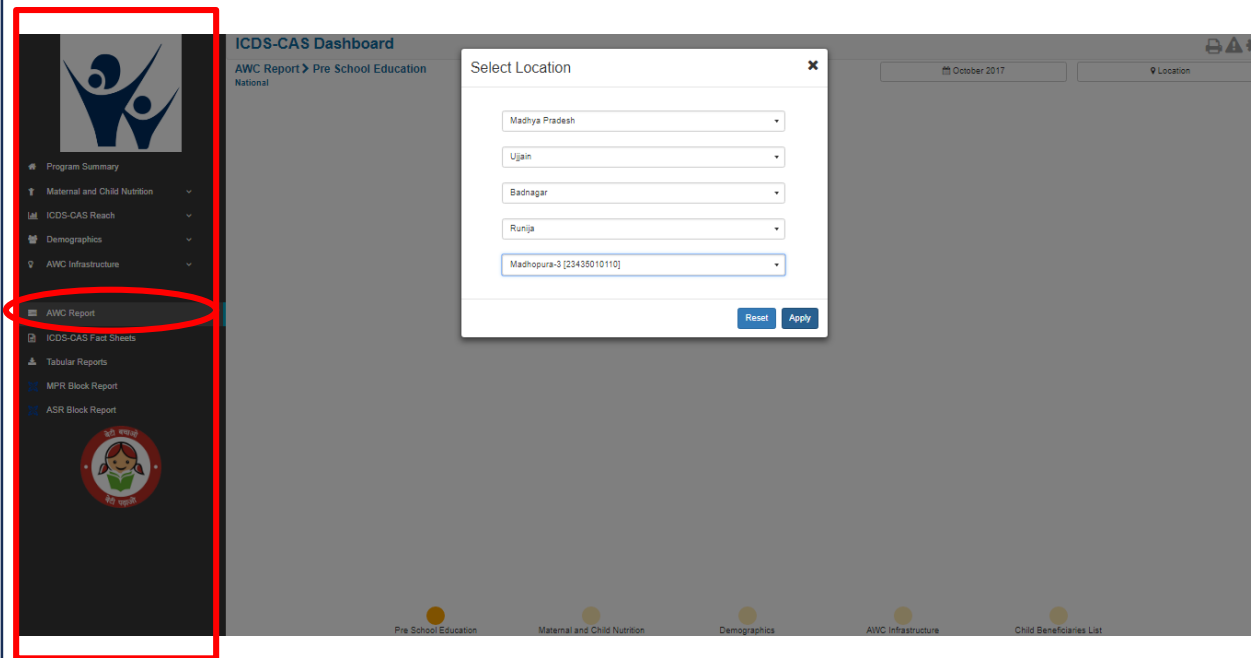 ICDS-CAS Dashboard
AWC Report > Pre School Education
National
October 2017
Location
Select Location
Madhya Pradesh
Ujjain
Badnagar
Runija
Madhopura-3 [23435010110]
Reset Apply
Program Summary
Maternal and Child Nutrition
ICDS-CAS Reach
Demographics
AWC Infrastructure
AWC Report
ICDS-CAS Fact Sheets
Tabular Reports
MPR Block Report
ASR Block Report
बेटी बचाओ
बेटी पढ़ाओ
Pre School Education
Maternal and Child Nutrition
Demographics
AWC Infrastructure
Child Beneficiaries List